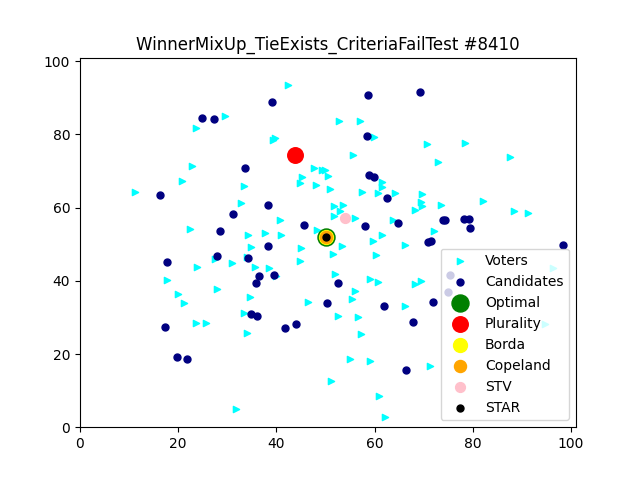 WinnerMixUp_TieExists_CriteriaFailTest #8410
100
80
60
40
20
0
0
20
40
60
80
100
Voters
Candidates
Optimal
Plurality
Borda
Copeland
STV
STAR